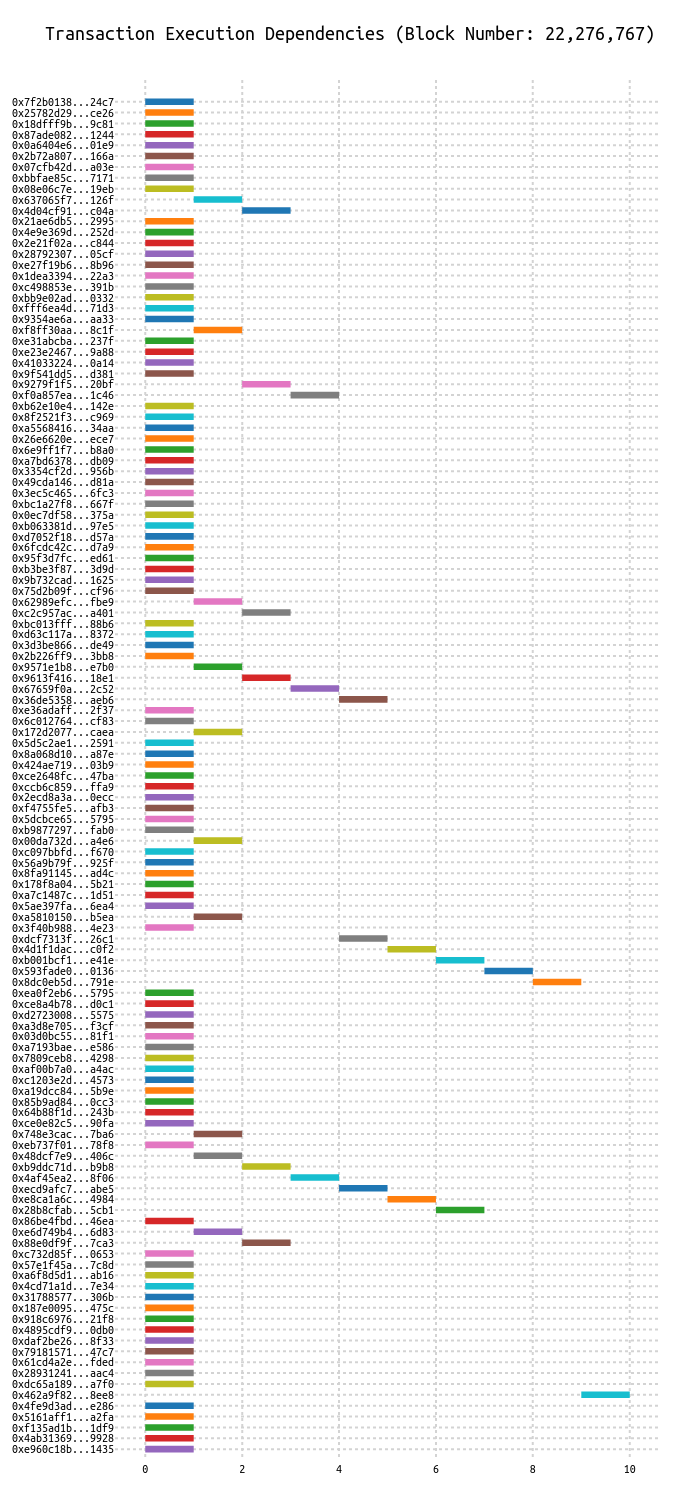 Transaction Execution Dependencies (Block Number: 22,276,767)
0x7f2b0138...24c7
0x25782d29...ce26
0x18dfff9b...9c81
0x87ade082...1244
0x0a6404e6...01e9
0x2b72a807...166a
0x07cfb42d...a03e
0xbbfae85c...7171
0x08e06c7e...19eb
0x637065f7...126f
0x4d04cf91...c04a
0x21ae6db5...2995
0x4e9e369d...252d
0x2e21f02a...c844
0x28792307...05cf
0xe27f19b6...8b96
0x1dea3394...22a3
0xc498853e...391b
0xbb9e02ad...0332
0xfff6ea4d...71d3
0x9354ae6a...aa33
0xf8ff30aa...8c1f
0xe31abcba...237f
0xe23e2467...9a88
0x41033224...0a14
0x9f541dd5...d381
0x9279f1f5...20bf
0xf0a857ea...1c46
0xb62e10e4...142e
0x8f2521f3...c969
0xa5568416...34aa
0x26e6620e...ece7
0x6e9ff1f7...b8a0
0xa7bd6378...db09
0x3354cf2d...956b
0x49cda146...d81a
0x3ec5c465...6fc3
0xbc1a27f8...667f
0x0ec7df58...375a
0xb063381d...97e5
0xd7052f18...d57a
0x6fcdc42c...d7a9
0x95f3d7fc...ed61
0xb3be3f87...3d9d
0x9b732cad...1625
0x75d2b09f...cf96
0x62989efc...fbe9
0xc2c957ac...a401
0xbc013fff...88b6
0xd63c117a...8372
0x3d3be866...de49
0x2b226ff9...3bb8
0x9571e1b8...e7b0
0x9613f416...18e1
0x67659f0a...2c52
0x36de5358...aeb6
0xe36adaff...2f37
0x6c012764...cf83
0x172d2077...caea
0x5d5c2ae1...2591
0x8a068d10...a87e
0x424ae719...03b9
0xce2648fc...47ba
0xccb6c859...ffa9
0x2ecd8a3a...0ecc
0xf4755fe5...afb3
0x5dcbce65...5795
0xb9877297...fab0
0x00da732d...a4e6
0xc097bbfd...f670
0x56a9b79f...925f
0x8fa91145...ad4c
0x178f8a04...5b21
0xa7c1487c...1d51
0x5ae397fa...6ea4
0xa5810150...b5ea
0x3f40b988...4e23
0xdcf7313f...26c1
0x4d1f1dac...c0f2
0xb001bcf1...e41e
0x593fade0...0136
0x8dc0eb5d...791e
0xea0f2eb6...5795
0xce8a4b78...d0c1
0xd2723008...5575
0xa3d8e705...f3cf
0x03d0bc55...81f1
0xa7193bae...e586
0x7809ceb8...4298
0xaf00b7a0...a4ac
0xc1203e2d...4573
0xa19dcc84...5b9e
0x85b9ad84...0cc3
0x64b88f1d...243b
0xce0e82c5...90fa
0x748e3cac...7ba6
0xeb737f01...78f8
0x48dcf7e9...406c
0xb9ddc71d...b9b8
0x4af45ea2...8f06
0xecd9afc7...abe5
0xe8ca1a6c...4984
0x28b8cfab...5cb1
0x86be4fbd...46ea
0xe6d749b4...6d83
0x88e0df9f...7ca3
0xc732d85f...0653
0x57e1f45a...7c8d
0xa6f8d5d1...ab16
0x4cd71a1d...7e34
0x31788577...306b
0x187e0095...475c
0x918c6976...21f8
0x4895cdf9...0db0
0xdaf2be26...8f33
0x79181571...47c7
0x61cd4a2e...fded
0x28931241...aac4
0xdc65a189...a7f0
0x462a9f82...8ee8
0x4fe9d3ad...e286
0x5161aff1...a2fa
0xf135ad1b...1df9
0x4ab31369...9928
0xe960c18b...1435
0 2 4 6 8 10